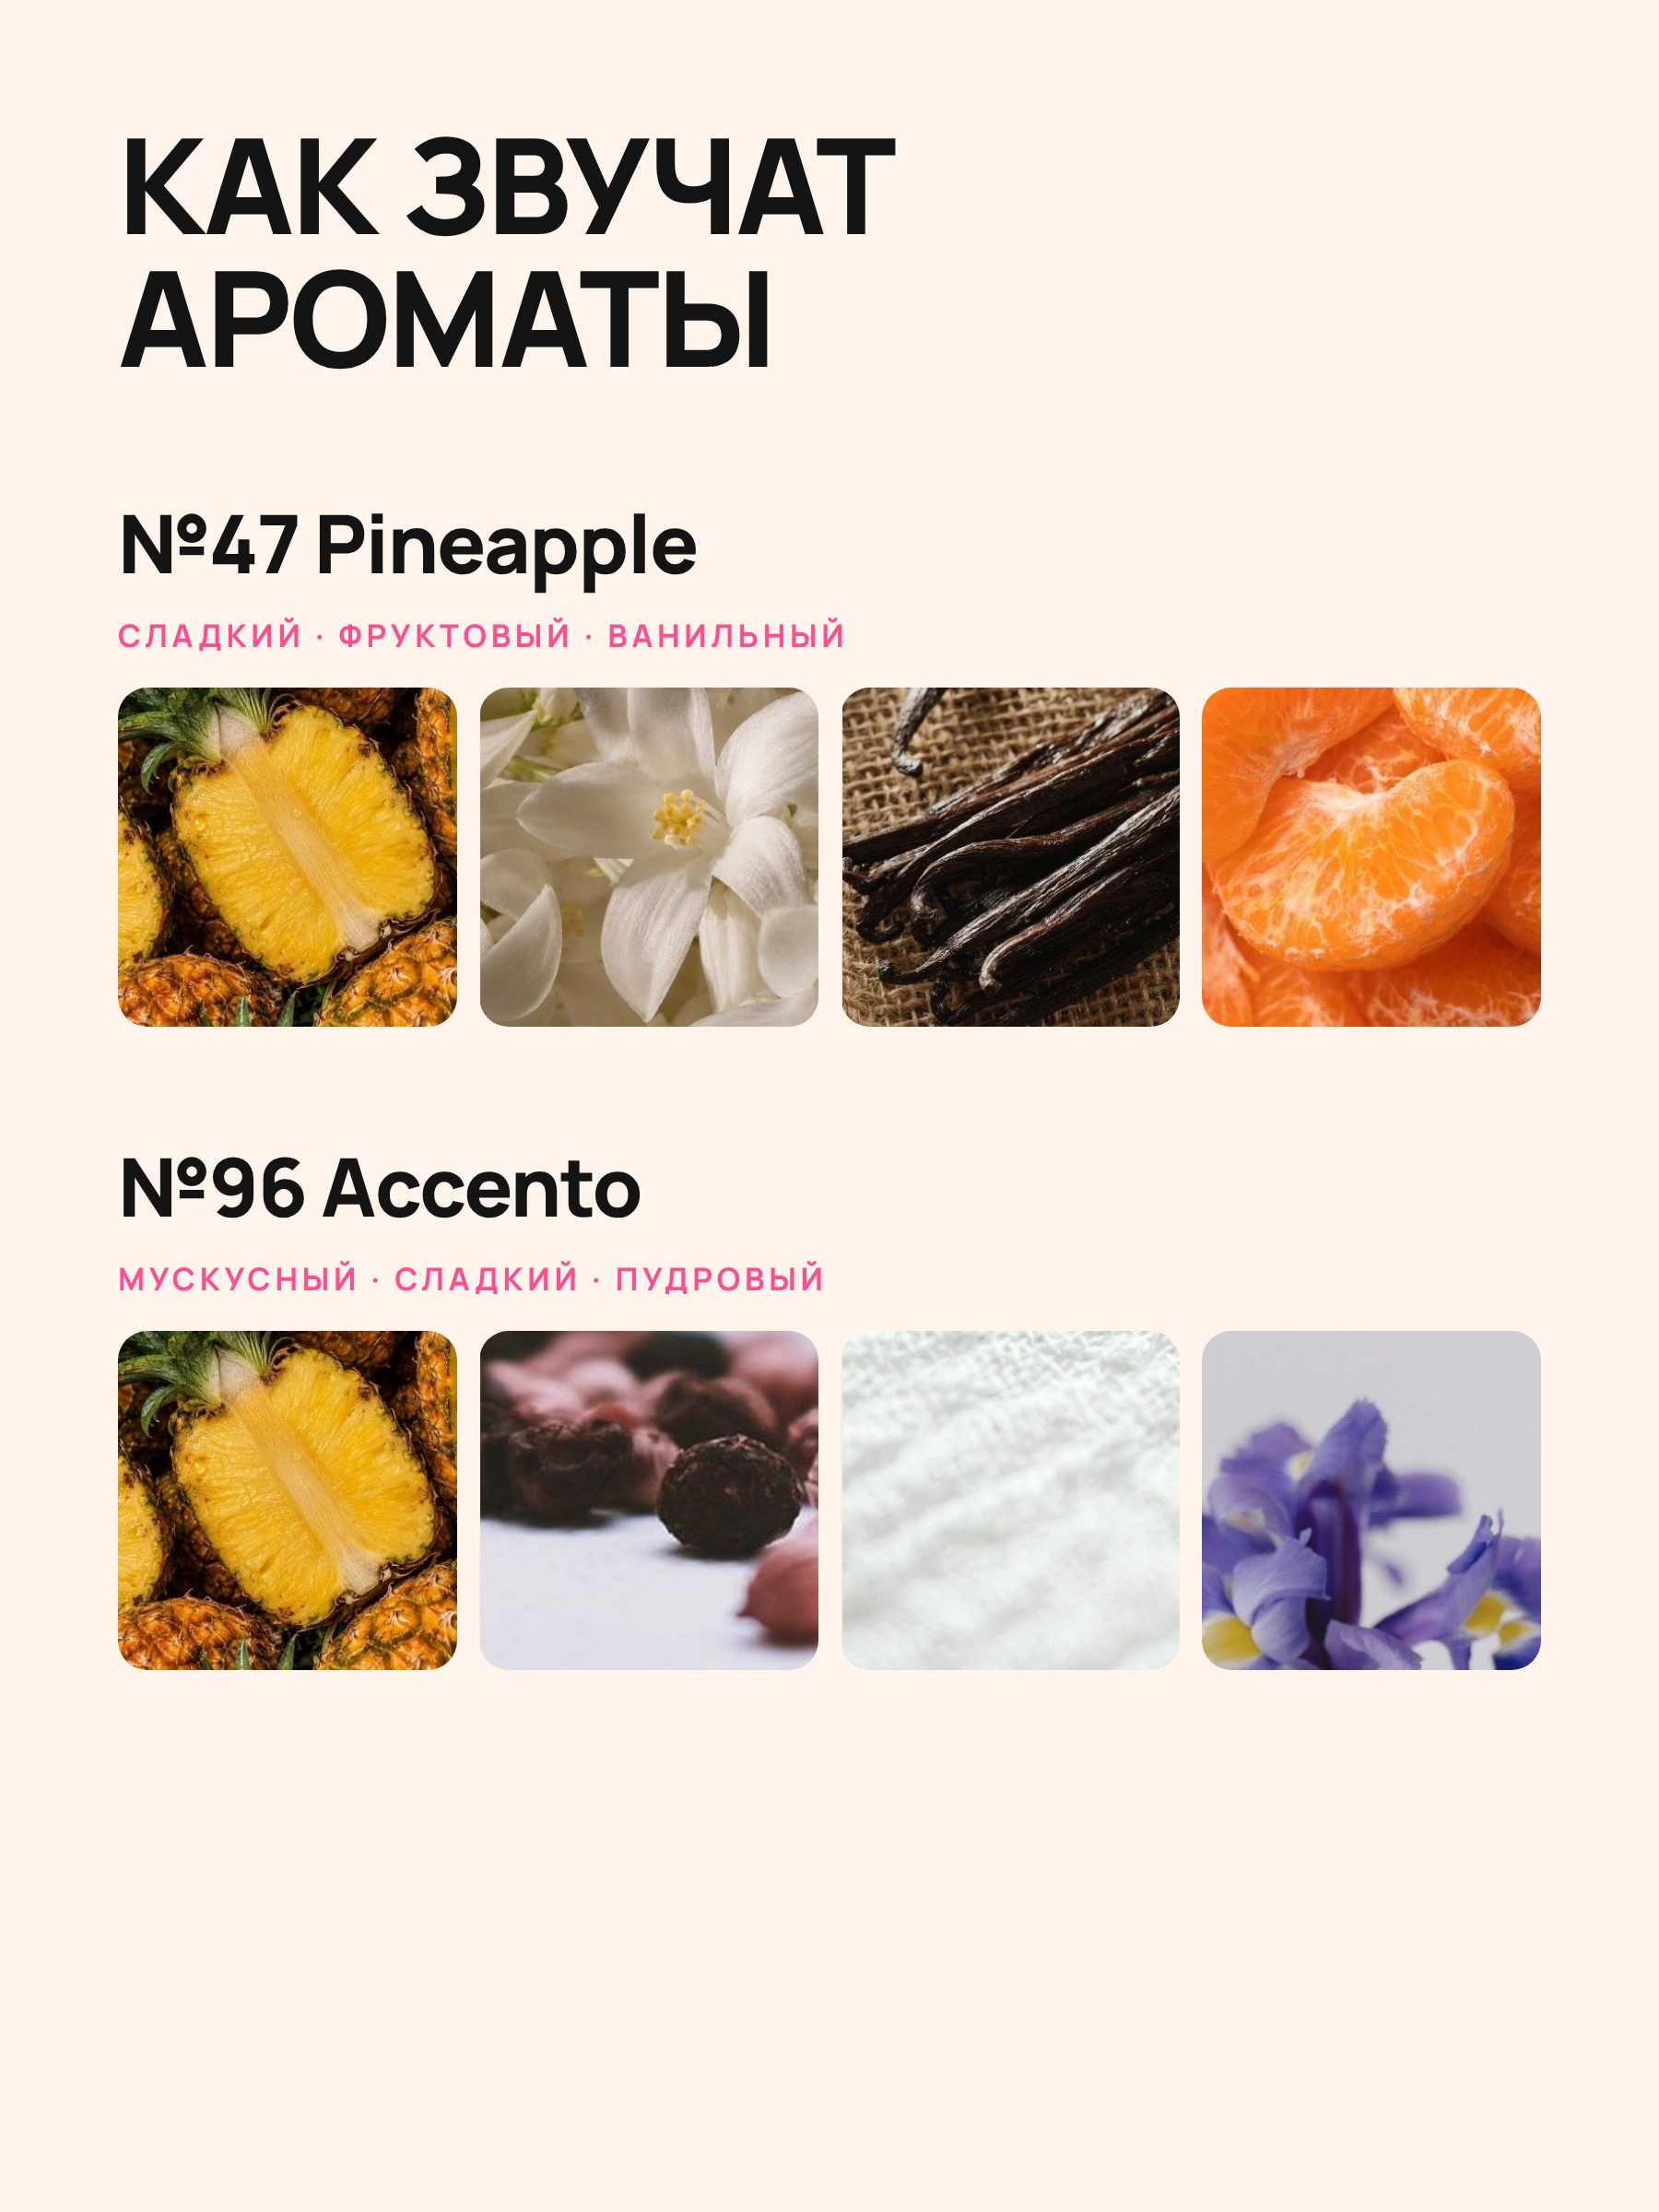 КАК ЗВУЧАТ
АРОМАТЫ
№47 Pineapple
СЛАДКИЙ · ФРУКТОВЫЙ · ВАНИЛЬНЫЙ
№96 Accento
МУСКУСНЫЙ · СЛАДКИЙ · ПУДРОВЫЙ